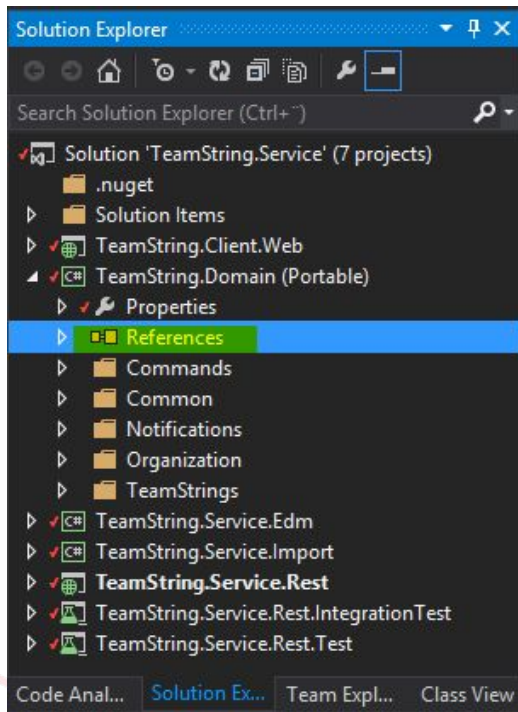 Solution Explorer
Search Solution Explorer (Ctrl+¨)
Solution 'TeamString.Service' (7 projects)
.nuget
Solution Items
TeamString.Client.Web
C# TeamString.Domain (Portable)
Properties
References
Commands
Common
Notifications
Organization
TeamStrings
C# TeamString.Service.Edm
C# TeamString.Service.Import
TeamString.Service.Rest
TeamString.Service.Rest.IntegrationTest
TeamString.Service.Rest.Test
Code Anal... Solution Ex... Team Expl... Class View